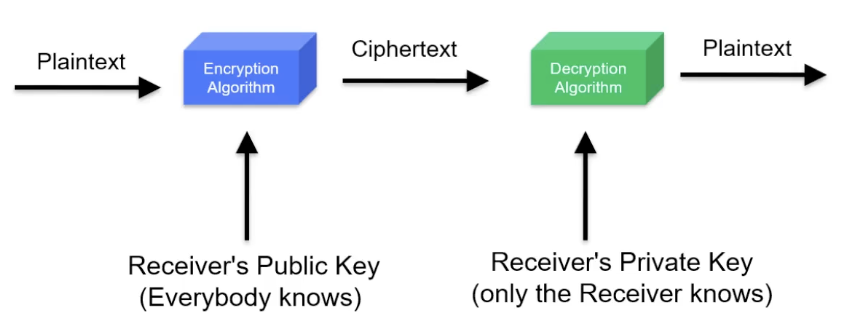 Plaintext
Encryption
Algorithm
Ciphertext
Decryption
Algorithm
Plaintext
Receiver's Public Key
(Everybody knows)
Receiver's Private Key
(only the Receiver knows)